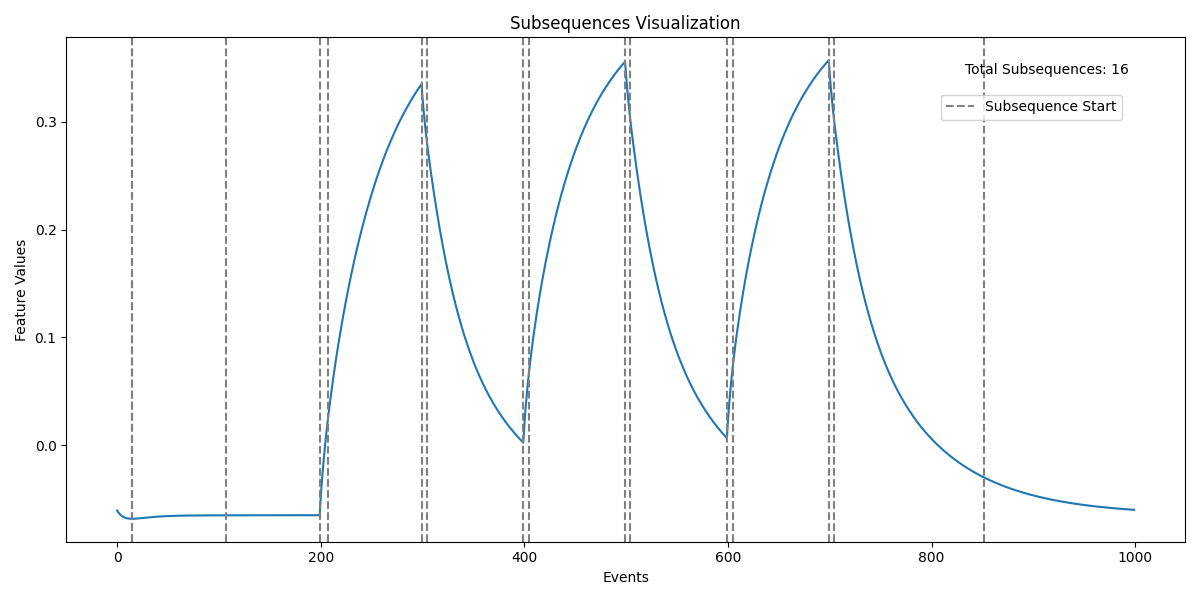 Subsequences Visualization
Total Subsequences: 16
Subsequence Start
Feature Values
0.3
0.2
0.1
0.0
0
200
400
600
800
1000
Events